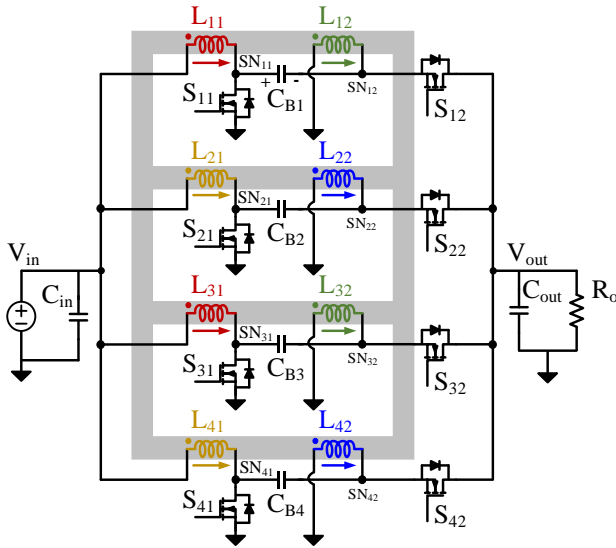 L11 L12
SN11 + - SN12
S11 CB1 S12
L21 L22
SN21 SN22
S21 CB2 S22
Vin Vout
Cin Cout Ro
L31 L32
SN31 SN32
S31 CB3 S32
L41 L42
SN41 SN42
S41 CB4 S42